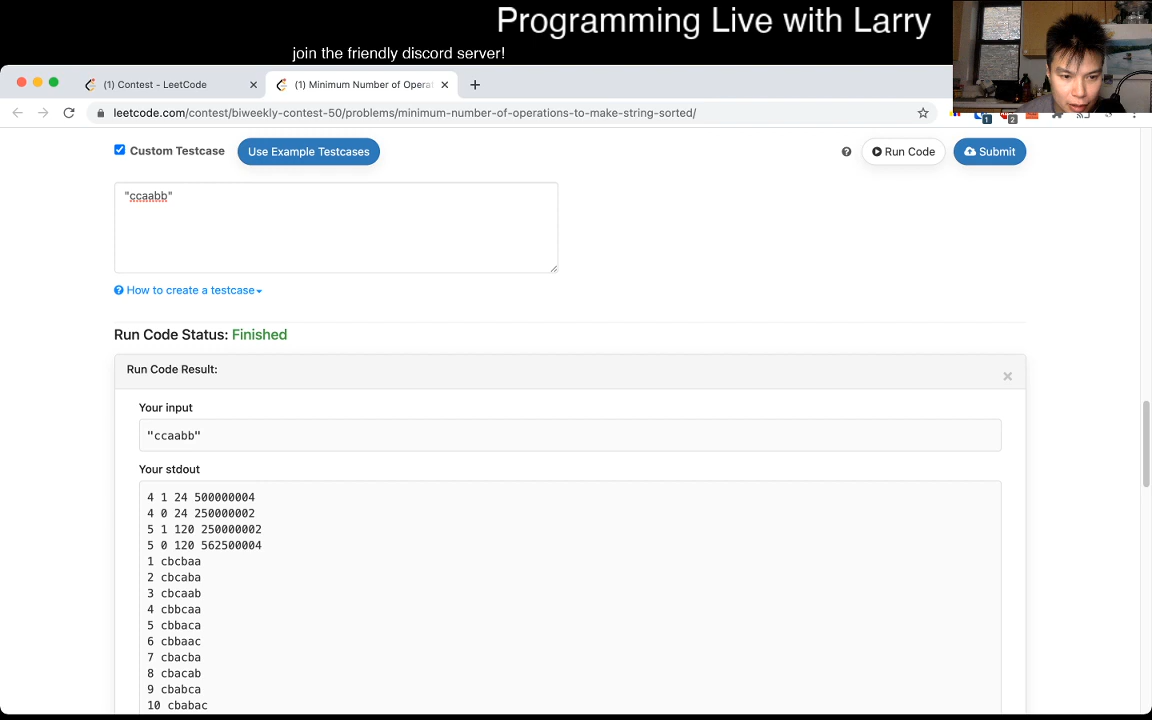 Programming Live with Larry
join the friendly discord server!
(1) Contest - LeetCode
(1) Minimum Number of Opera
leetcode.com/contest/biweekly-contest-50/problems/minimum-number-of-operations-to-make-string-sorted/
Custom Testcase
Use Example Testcases
Run Code
Submit
"ccaabb"
How to create a testcase
Run Code Status: Finished
Run Code Result:
Your input
"ccaabb"
Your stdout
4 1 24 500000004
4 0 24 250000002
5 1 120 250000002
5 0 120 562500004
1 cbcbaa
2 cbcaba
3 cbcaab
4 cbbcaa
5 cbbaca
6 cbbaac
7 cbacba
8 cbacab
9 cbabca
10 cbabac